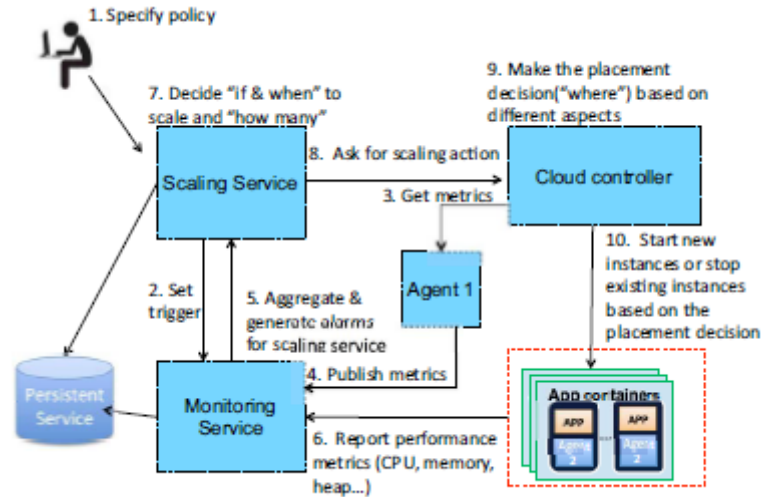 1. Specify policy
7. Decide "if & when" to
scale and "how many"
9. Make the placement
decision("where") based on
different aspects
8. Ask for scaling action
Scaling Service
Cloud controller
3. Get metrics
10. Start new
instances or stop
existing instances
based on the
placement decision
Agent 1
2. Set
trigger
5. Aggregate &
generate alarms
for scaling service
4. Publish metrics
Persistent
Service
Monitoring
Service
App containers
APP
APP
Agent
2
....
Agent
2
6. Report performance
metrics (CPU, memory,
heap...)